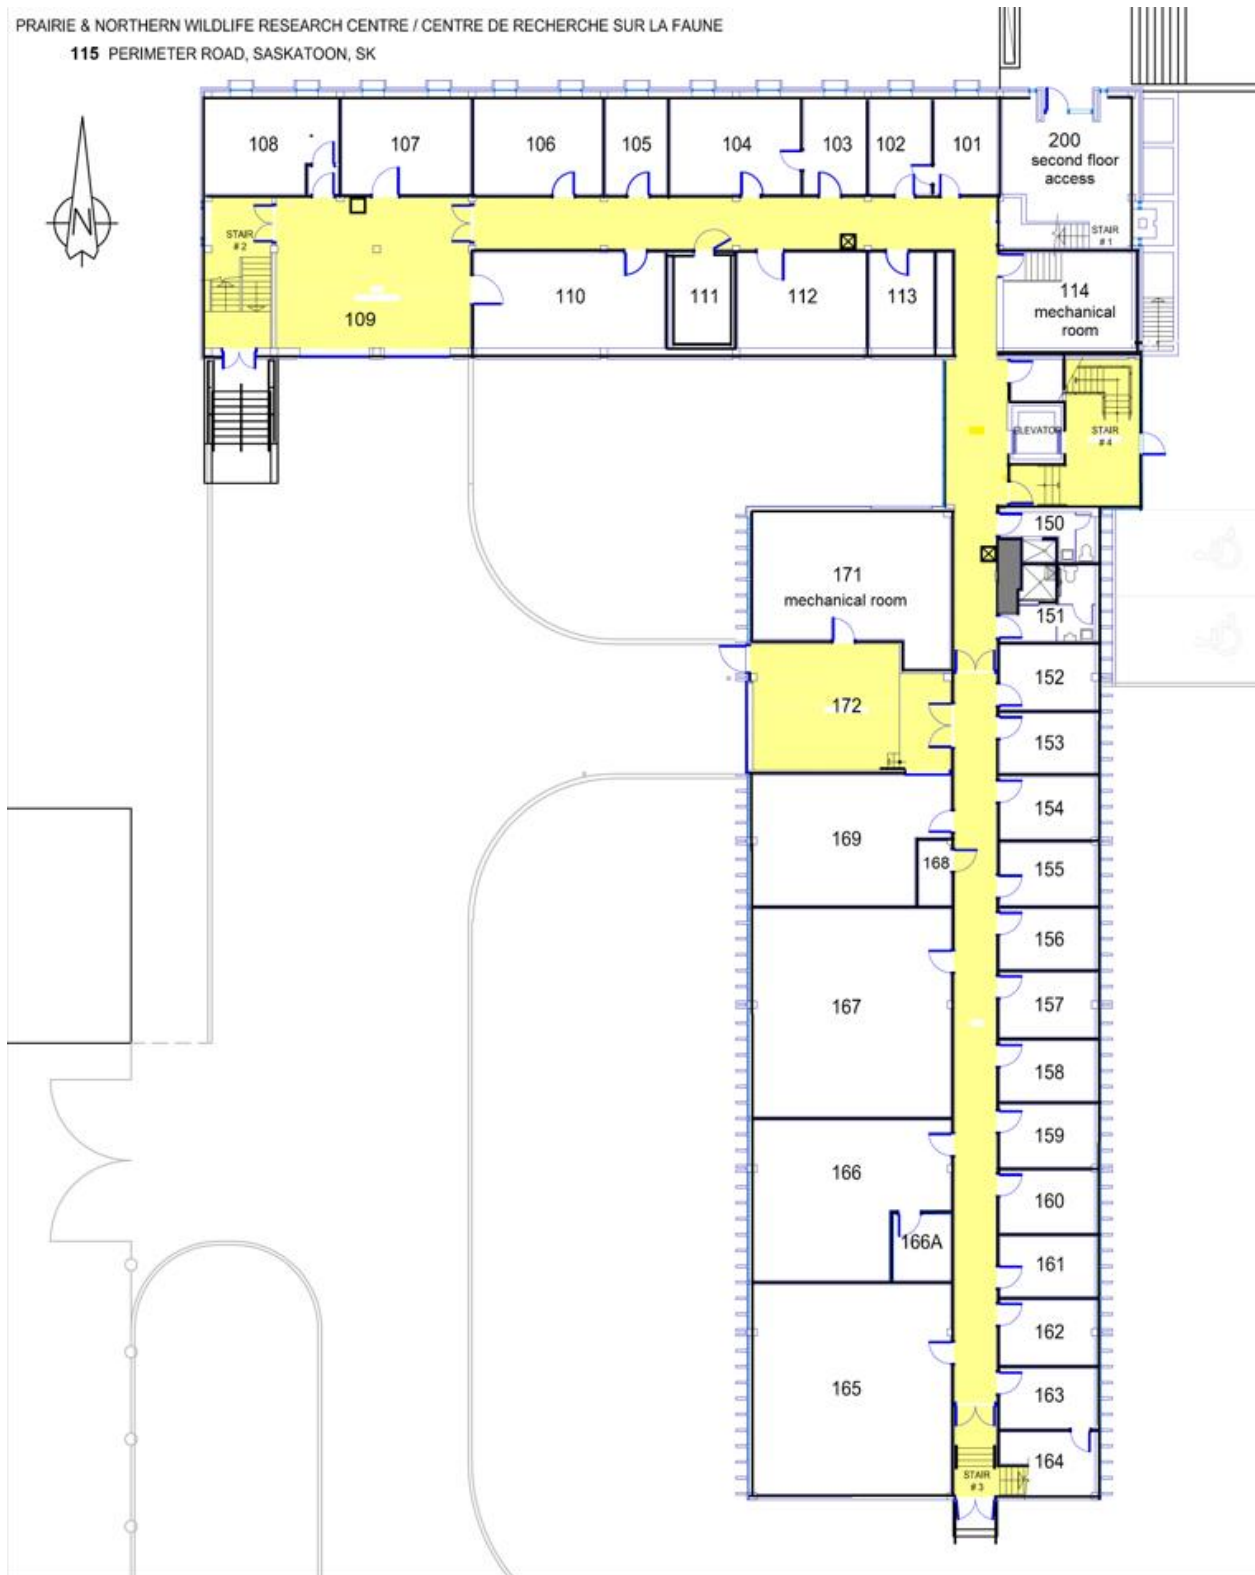 PRAIRIE & NORTHERN WILDLIFE RESEARCH CENTRE / CENTRE DE RECHERCHE SUR LA FAUNE
115 PERIMETER ROAD, SASKATOON, SK
108
107
106
105
104
103
102
101
200
second floor
access
STAIR
#1
STAIR
#2
N
109
110
111
112
113
114
mechanical
room
ELEVATOR
STAIR
#4
150
171
mechanical room
151
152
172
153
154
169
168
155
156
167
157
158
159
166
160
166A
161
162
165
163
164
STAIR
#3